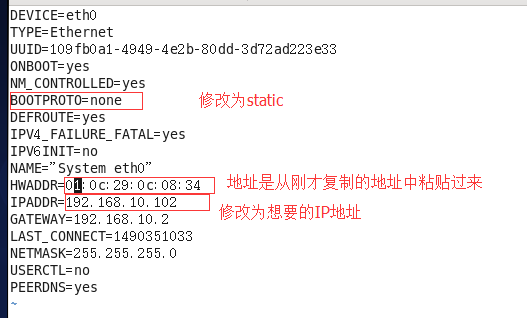 DEVICE=eth0
TYPE=Ethernet
UUID=109fb0a1-4949-4e2b-80dd-3d72ad223e33
ONBOOT=yes
NM_CONTROLLED=yes
BOOTPROTO=none 修改为static
DEFROUTE=yes
IPV4_FAILURE_FATAL=yes
IPV6INIT=no
NAME="System eth0"
HWADDR=01:0c:29:0c:08:34 地址是从刚才复制的地址中粘贴过来
IPADDR=192.168.10.102 修改为想要的IP地址
GATEWAY=192.168.10.2
LAST_CONNECT=1490351033
NETMASK=255.255.255.0
USERCTL=no
PEERDNS=yes
~